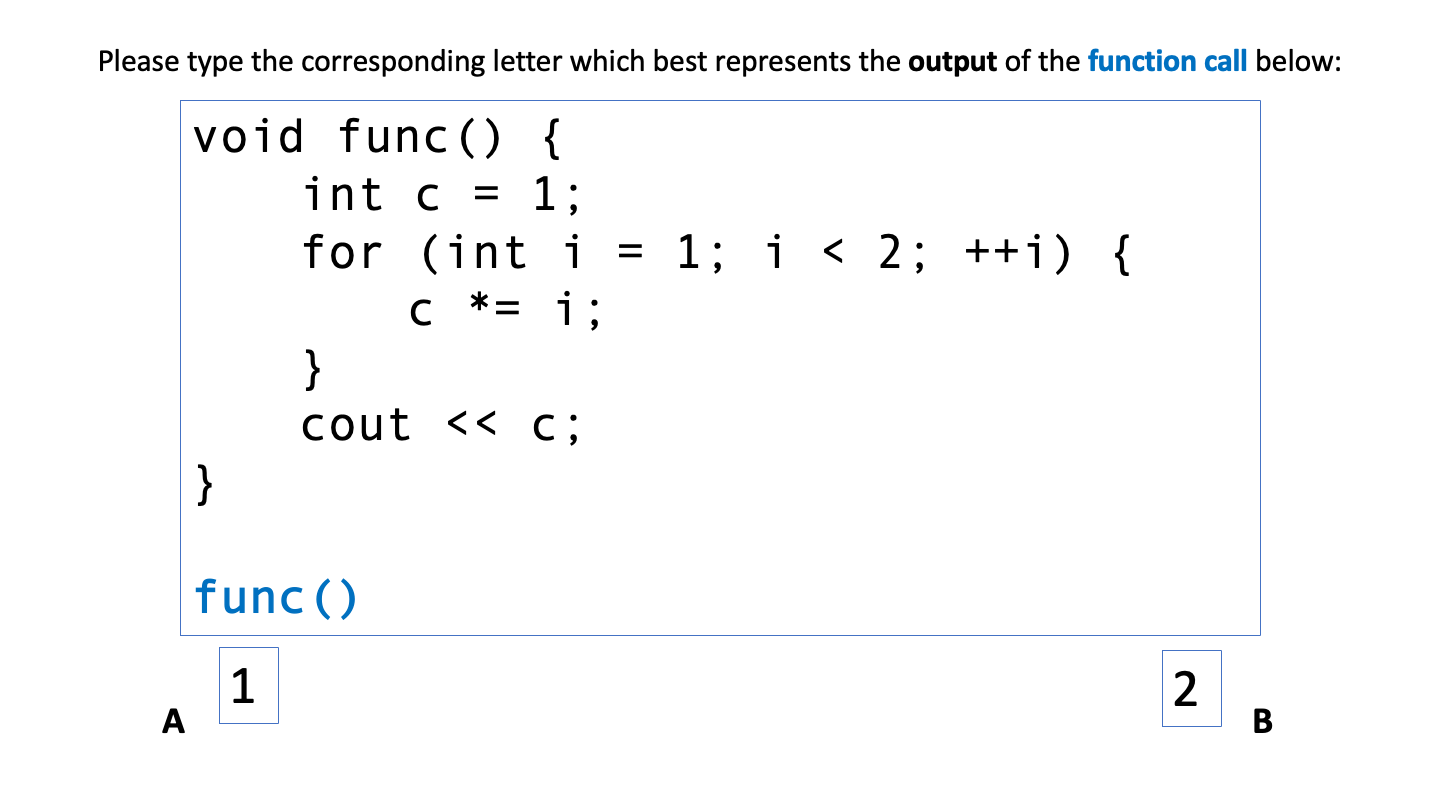 Please type the corresponding letter which best represents the output of the function call below:
void func() {
    int c = 1;
    for (int i = 1; i < 2; ++i) {
        c *= i;
    }
    cout << c;
}

func()
A 1
2 B